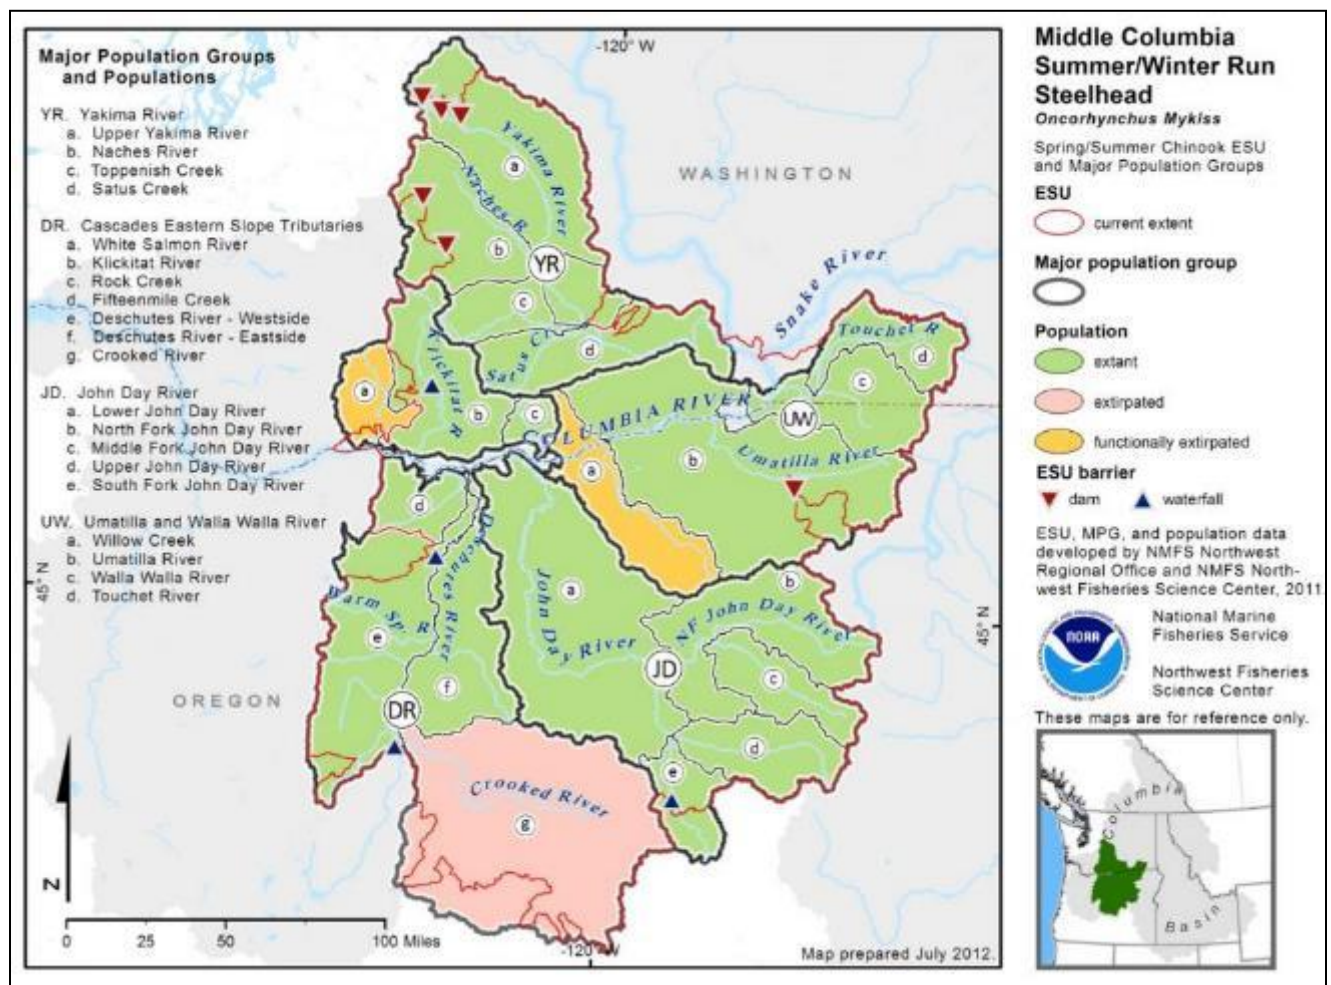 Major Population Groups
and Populations
YR. Yakima River
a. Upper Yakima River
b. Naches River
c. Toppenish Creek
d. Satus Creek
DR. Cascades Eastern Slope Tributaries
a. White Salmon River
b. Klickitat River
c. Rock Creek
d. Fifteenmile Creek
e. Deschutes River - Westside
f. Deschutes River - Eastside
g. Crooked River
JD. John Day River
a. Lower John Day River
b. North Fork John Day River
c. Middle Fork John Day River
d. Upper John Day River
e. South Fork John Day River
UW. Umatilla and Walla Walla River
a. Willow Creek
b. Umatilla River
c. Walla Walla River
d. Touchet River
-120° W
WASHINGTON
Yakima River
a
Naches R
b
YR
c
Satus Cr
d
Snake River
Touchet R
d
c
a
Klickitat R
b
c
COLUMBIA RIVER
UW
a
b
Umatilla River
d
Deschutes River
45° N
Warm Sp. R
e
f
DR
OREGON
John Day River
a
b
NF John Day River
45° N
JD
c
d
e
Crooked River
g
N
0 25 50 100 Miles
-120° W
Map prepared July 2012.
Middle Columbia
Summer/Winter Run
Steelhead
Oncorhynchus Mykiss
Spring/Summer Chinook ESU
and Major Population Groups
ESU
current extent
Major population group
Population
extant
extirpated
functionally extirpated
ESU barrier
dam waterfall
ESU, MPG, and population data
developed by NMFS Northwest
Regional Office and NMFS North-
west Fisheries Science Center, 2011
NOAA
National Marine
Fisheries Service
Northwest Fisheries
Science Center
These maps are for reference only.
Columbia
Basin